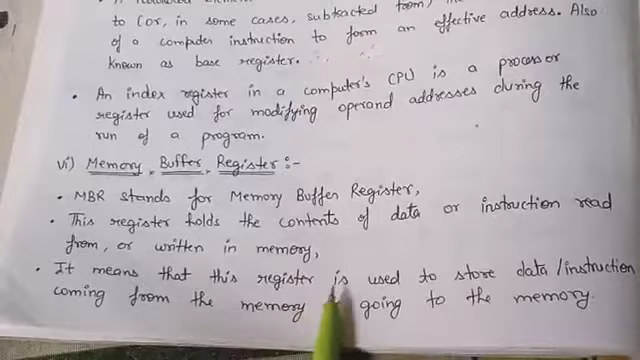 to (or, in some cases, subtracted from) the
of a computer instruction to form an effective address. Also
known as base register.
• An index register in a computer's CPU is a processor
register used for modifying operand addresses during the
run of a program.
vi) Memory Buffer Register :-
• MBR stands for Memory Buffer Register,
• This register holds the contents of data or instruction read
from, or written in memory,
• It means that this register is used to store data/instruction
coming from the memory going to the memory.